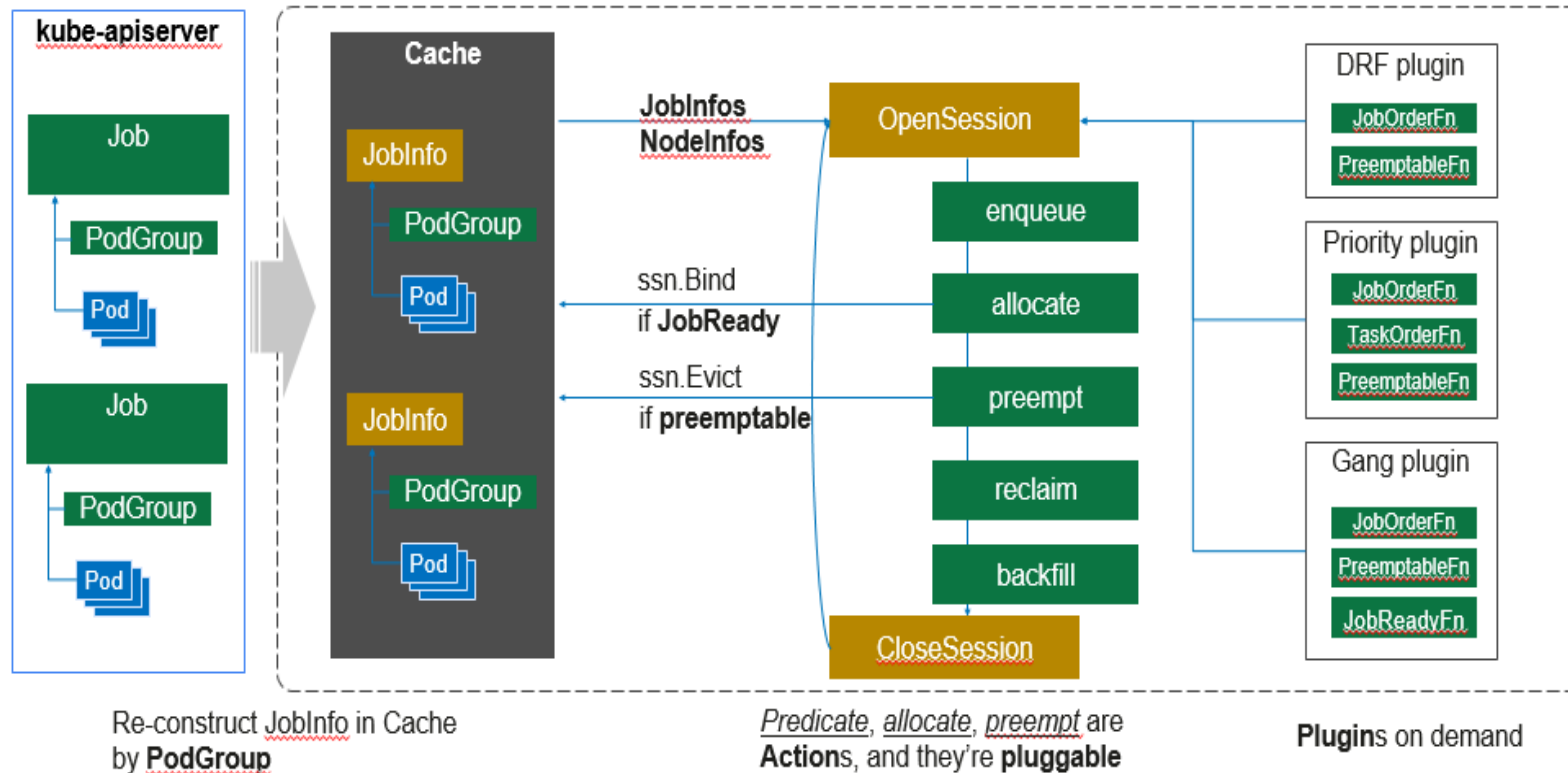 kube-apiserver
Job
PodGroup
Pod
Job
PodGroup
Pod
Cache
JobInfo
PodGroup
Pod
JobInfo
PodGroup
Pod
JobInfos
NodeInfos
ssn.Bind
if JobReady
ssn.Evict
if preemptable
OpenSession
enqueue
allocate
preempt
reclaim
backfill
CloseSession
DRF plugin
JobOrderFn
PreemptableFn
Priority plugin
JobOrderFn
TaskOrderFn
PreemptableFn
Gang plugin
JobOrderFn
PreemptableFn
JobReadyFn
Re-construct JobInfo in Cache
by PodGroup
Predicate, allocate, preempt are
Actions, and they're pluggable
Plugins on demand